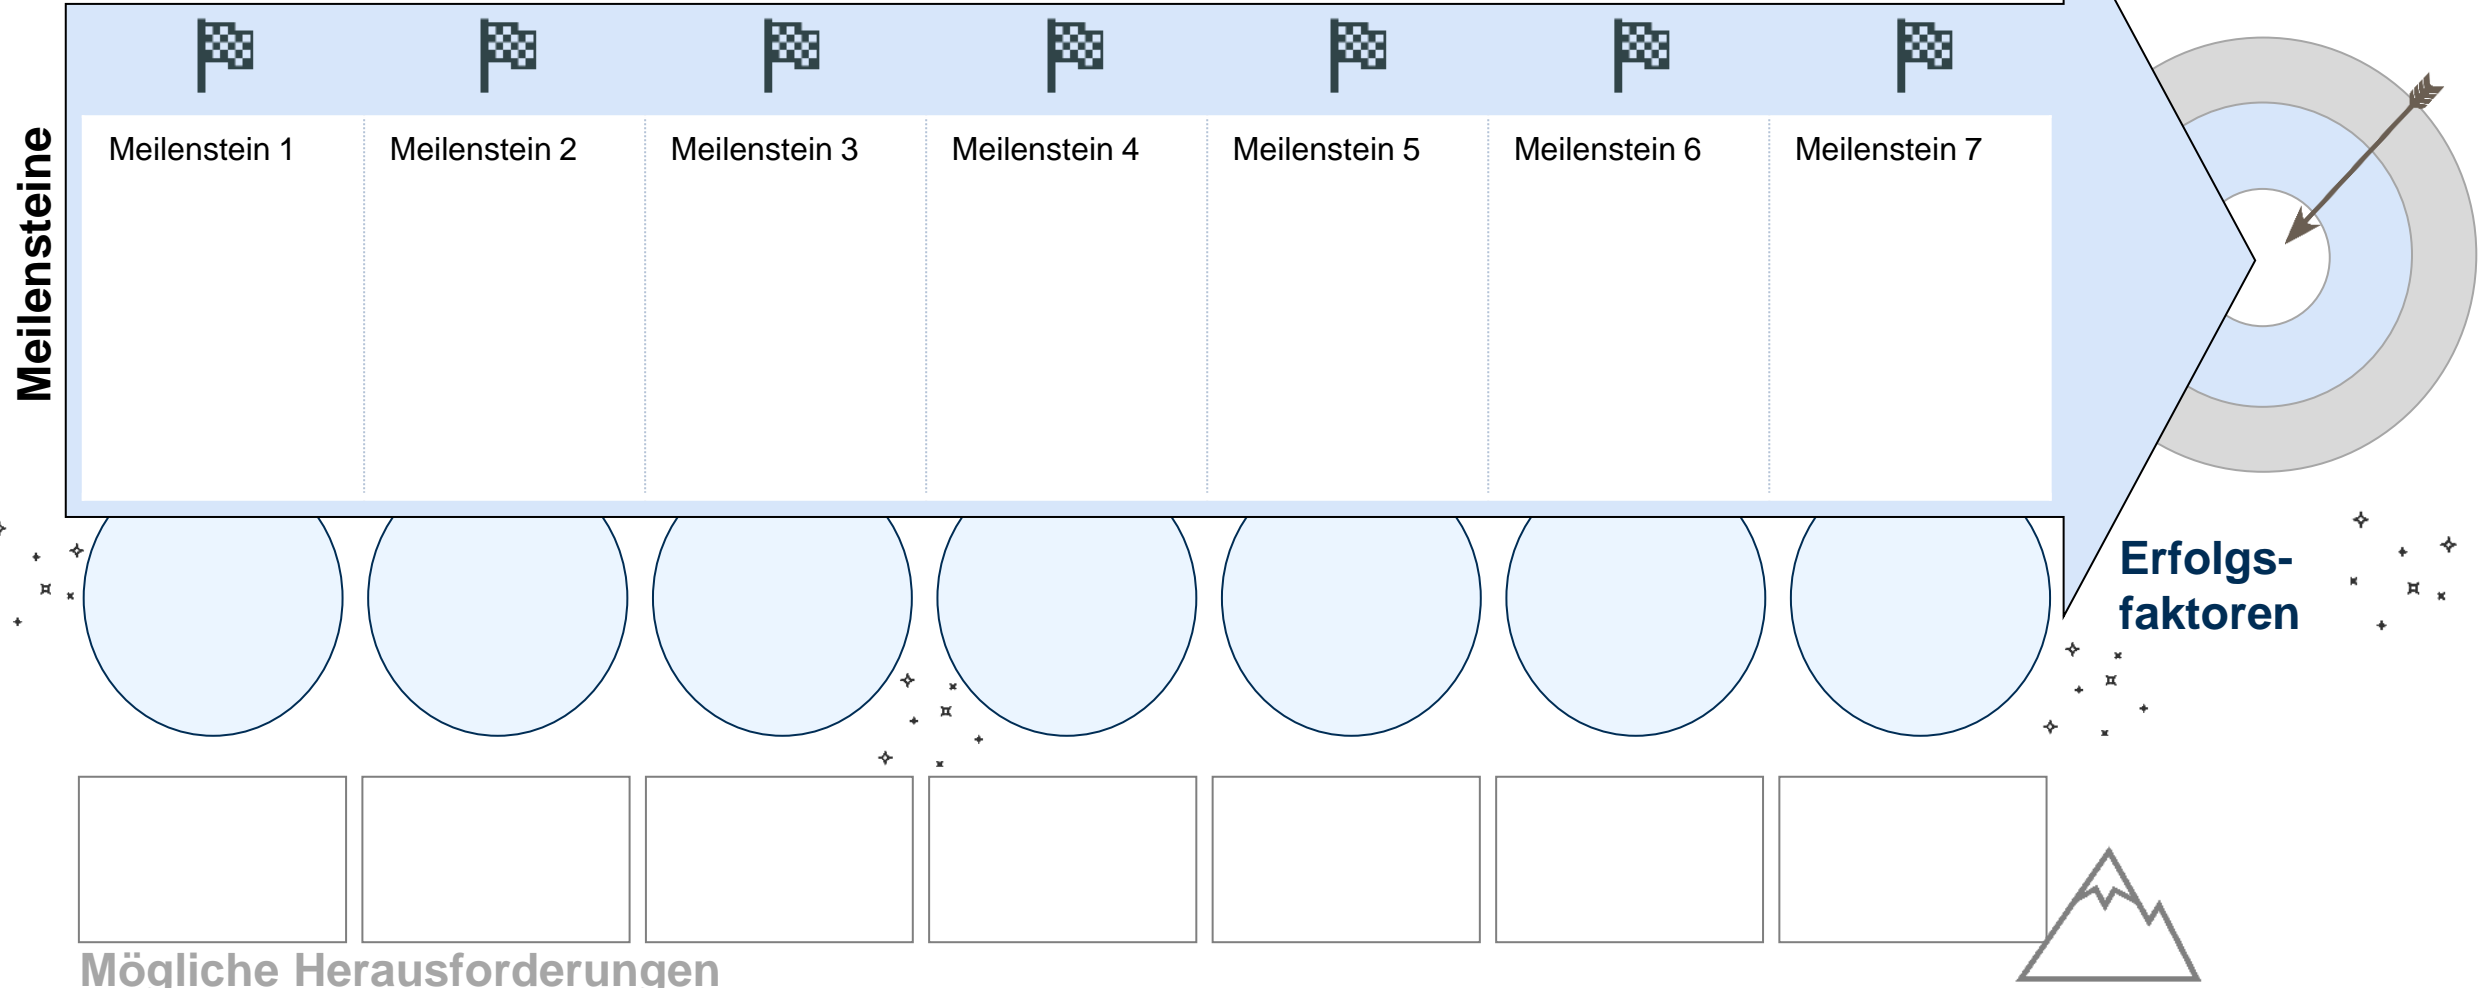 Meilensteine
Meilenstein 1
Meilenstein 2
Meilenstein 3
Meilenstein 4
Meilenstein 5
Meilenstein 6
Meilenstein 7
Erfolgs-
faktoren
Mögliche Herausforderungen